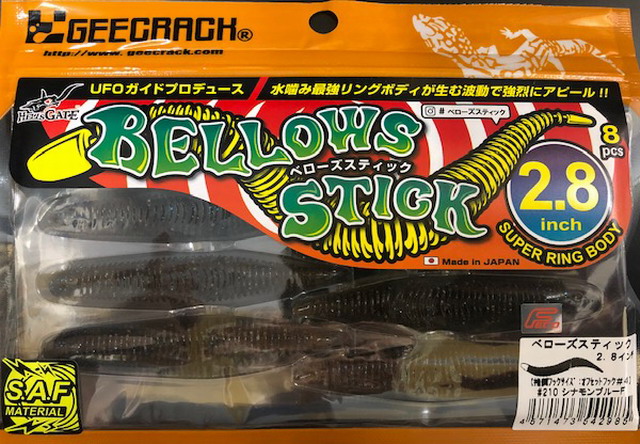 GEECRACK®
http://www.geecrack.com
UFOガイドプロデュース / 水噛み最強リングボディが生む波動で強烈にアピール!!
# ベローズスティック
BELLOWS
ベローズスティック
STICK
8
pcs
2.8
inch
SUPER RING BODY
Made in JAPAN
S.A.F
MATERIAL
ベローズスティック
2.8イン
#210 シナモンブルーF
4571473542985